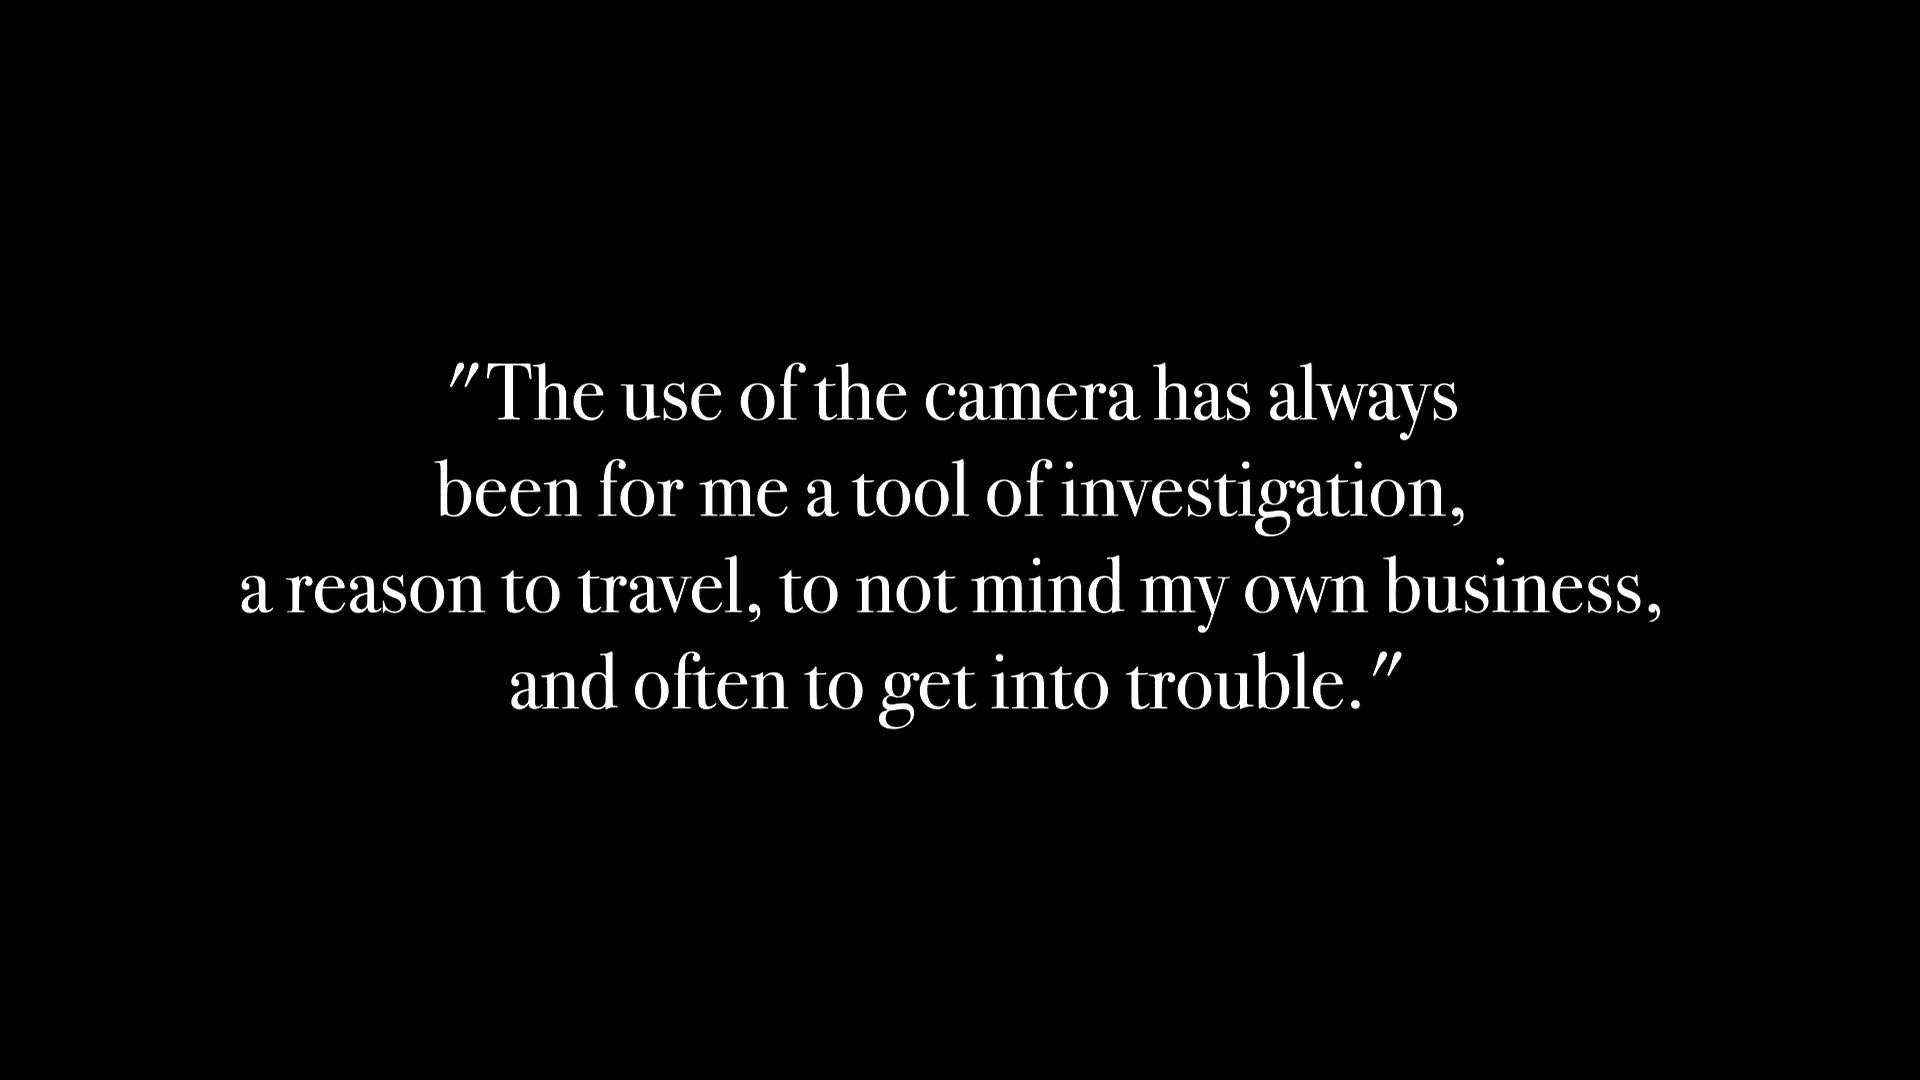 "The use of the camera has always
been for me a tool of investigation,
a reason to travel, to not mind my own business,
and often to get into trouble."